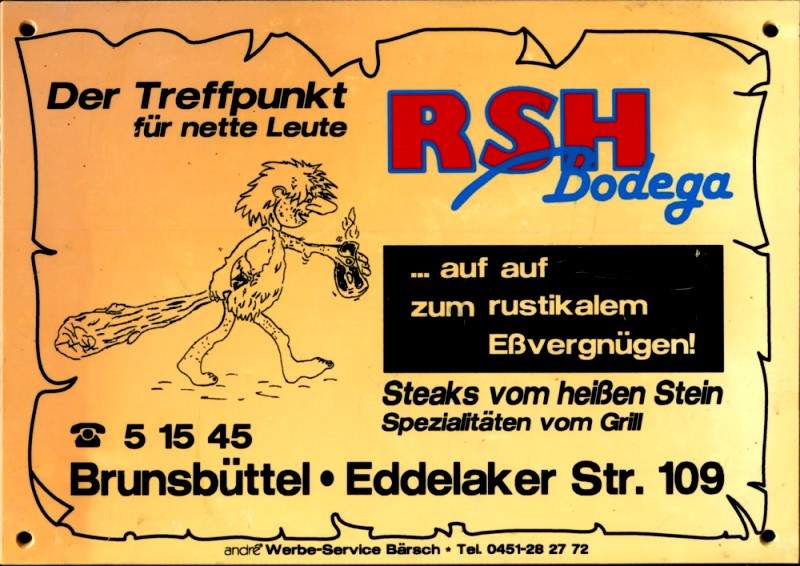 Der Treffpunkt
für nette Leute
RSH
Bodega
... auf auf
zum rustikalem
Eßvergnügen!
Steaks vom heißen Stein
Spezialitäten vom Grill
☎ 5 15 45
Brunsbüttel • Eddelaker Str. 109
andré Werbe-Service Bärsch • Tel. 0451-28 27 72